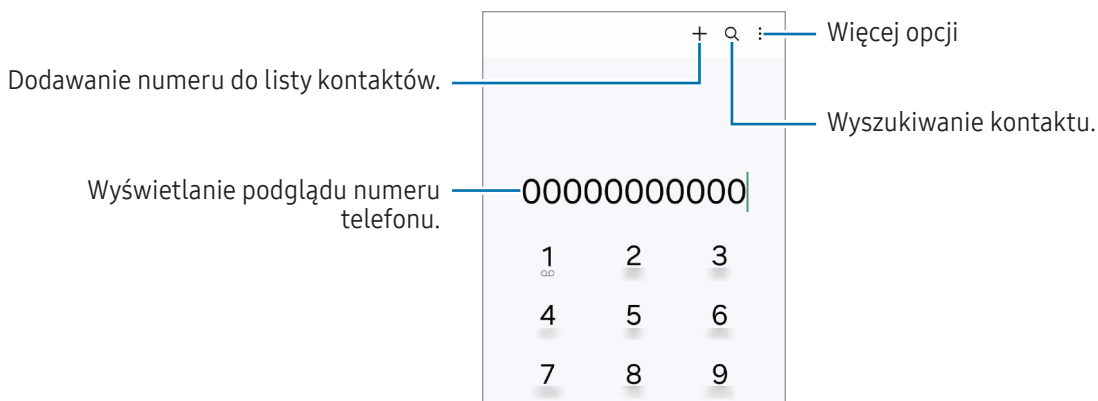 Więcej opcji
Dodawanie numeru do listy kontaktów.
Wyszukiwanie kontaktu.
Wyświetlanie podglądu numeru
telefonu.
00000000000
1 2 3
4 5 6
7 8 9